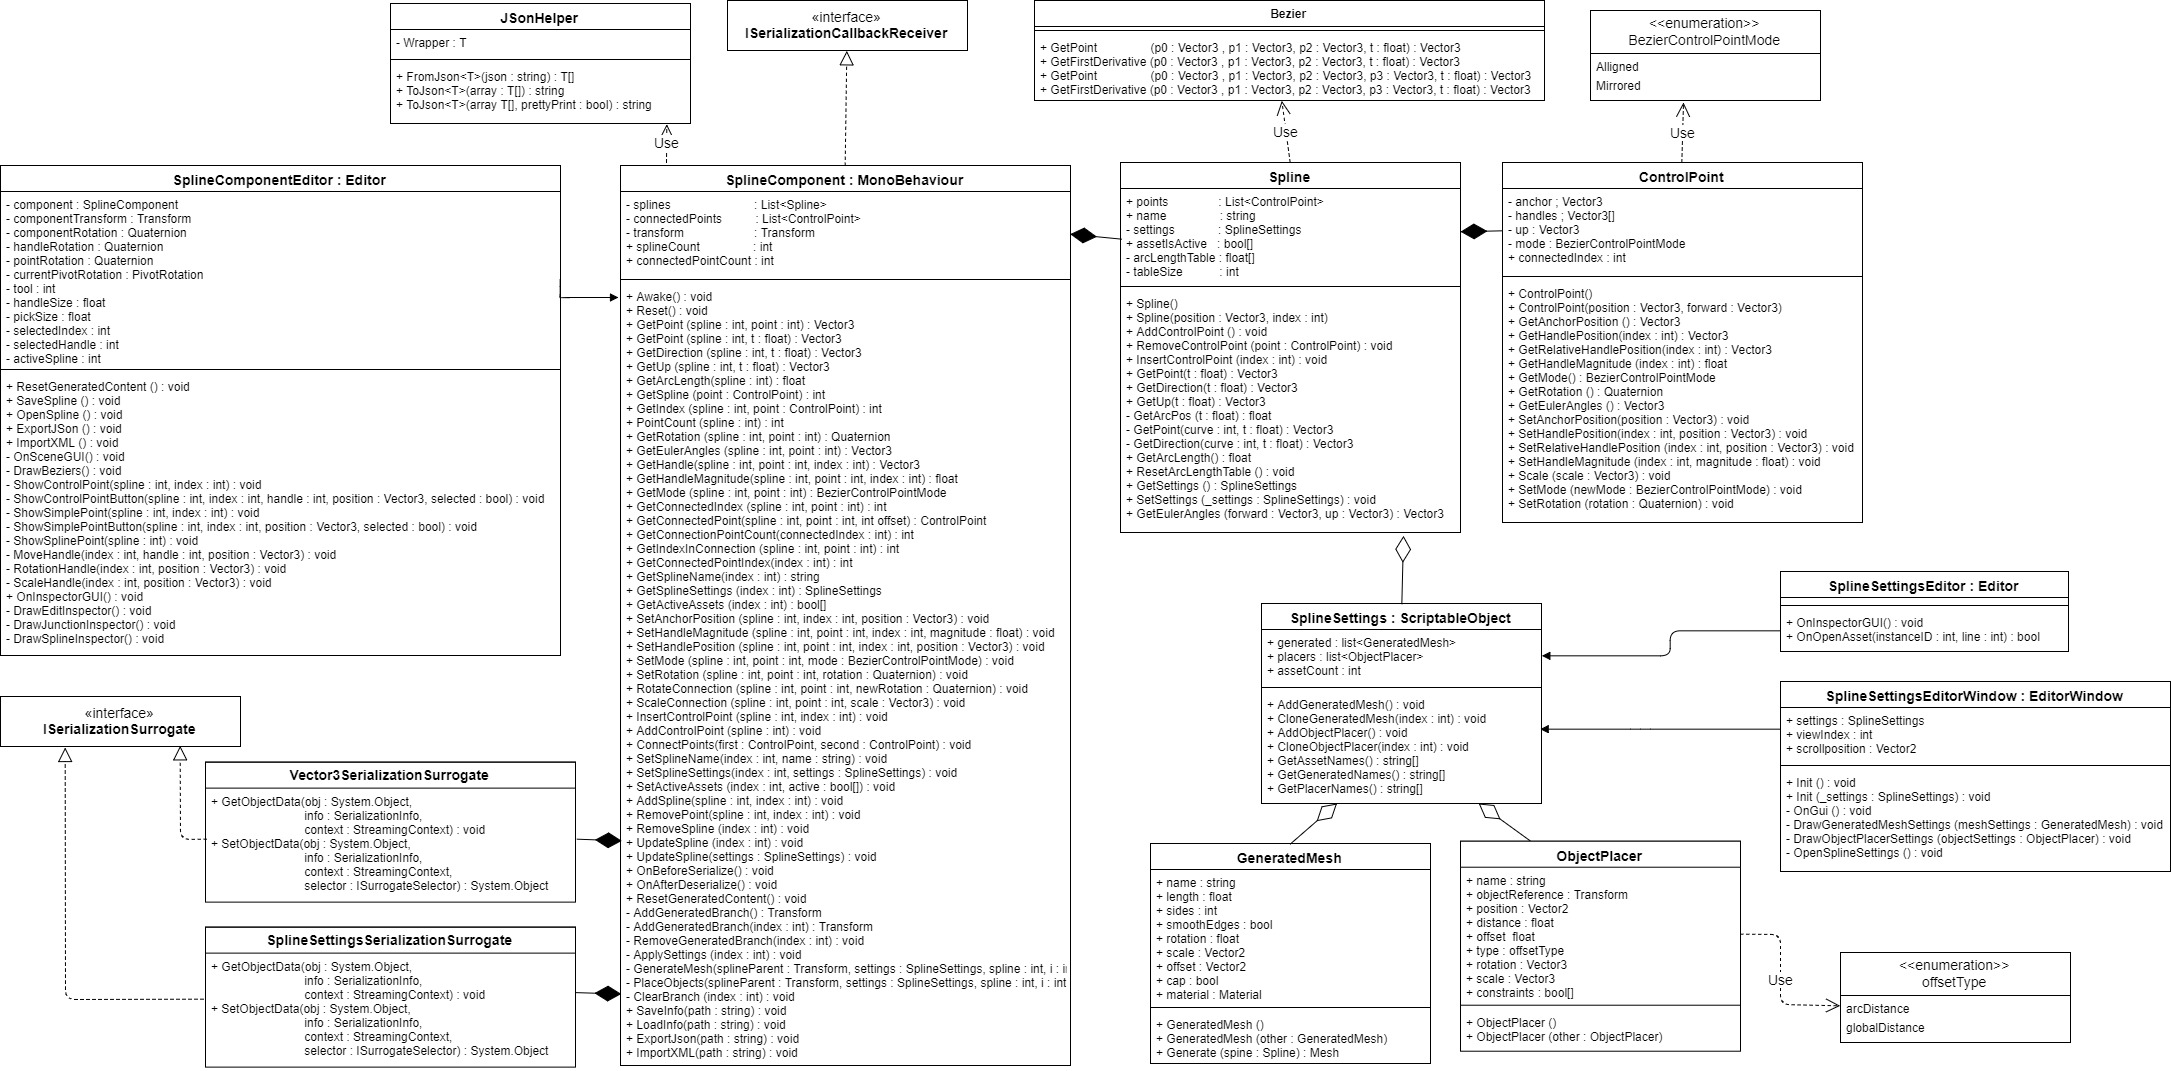 JSonHelper
- Wrapper : T
+ FromJson<T>(json : string) : T[]
+ ToJson<T>(array : T[]) : string
+ ToJson<T>(array T[], prettyPrint : bool) : string
«interface»
ISerializationCallbackReceiver
Bezier
+ GetPoint (p0 : Vector3 , p1 : Vector3, p2 : Vector3, t : float) : Vector3
+ GetFirstDerivative (p0 : Vector3 , p1 : Vector3, p2 : Vector3, t : float) : Vector3
+ GetPoint (p0 : Vector3 , p1 : Vector3, p2 : Vector3, p3 : Vector3, t : float) : Vector3
+ GetFirstDerivative (p0 : Vector3 , p1 : Vector3, p2 : Vector3, p3 : Vector3, t : float) : Vector3
<<enumeration>>
BezierControlPointMode
Alligned
Mirrored
Use
Use
Use
SplineComponentEditor : Editor
- component : SplineComponent
- componentTransform : Transform
- componentRotation : Quaternion
- handleRotation : Quaternion
- pointRotation : Quaternion
- currentPivotRotation : PivotRotation
- tool : int
- handleSize : float
- pickSize : float
- selectedIndex : int
- selectedHandle : int
- activeSpline : int
+ ResetGeneratedContent () : void
+ SaveSpline () : void
+ OpenSpline () : void
+ ExportJSon () : void
+ ImportXML () : void
- OnSceneGUI() : void
- DrawBeziers() : void
- ShowControlPoint(spline : int, index : int) : void
- ShowControlPointButton(spline : int, index : int, handle : int, position : Vector3, selected : bool) : void
- ShowSimplePoint(spline : int, index : int) : void
- ShowSimplePointButton(spline : int, index : int, position : Vector3, selected : bool) : void
- ShowSplinePoint(spline : int) : void
- MoveHandle(index : int, handle : int, position : Vector3) : void
- RotationHandle(index : int, position : Vector3) : void
- ScaleHandle(index : int, position : Vector3) : void
+ OnInspectorGUI() : void
- DrawEditInspector() : void
- DrawJunctionInspector() : void
- DrawSplineInspector() : void
SplineComponent : MonoBehaviour
- splines : List<Spline>
- connectedPoints : List<ControlPoint>
- transform : Transform
+ splineCount : int
+ connectedPointCount : int
+ Awake() : void
+ Reset() : void
+ GetPoint (spline : int, point : int) : Vector3
+ GetPoint (spline : int, t : float) : Vector3
+ GetDirection (spline : int, t : float) : Vector3
+ GetUp (spline : int, t : float) : Vector3
+ GetArcLength(spline : int) : float
+ GetSpline (point : ControlPoint) : int
+ GetIndex (spline : int, point : ControlPoint) : int
+ PointCount (spline : int) : int
+ GetRotation (spline : int, point : int) : Quaternion
+ GetEulerAngles (spline : int, point : int) : Vector3
+ GetHandle(spline : int, point : int, index : int) : Vector3
+ GetHandleMagnitude(spline : int, point : int, index : int) : float
+ GetMode (spline : int, point : int) : BezierControlPointMode
+ GetConnectedIndex (spline : int, point : int) : int
+ GetConnectedPoint(spline : int, point : int, int offset) : ControlPoint
+ GetConnectionPointCount(connectedIndex : int) : int
+ GetIndexInConnection (spline : int, point : int) : int
+ GetConnectedPointIndex(index : int) : int
+ GetSplineName(index : int) : string
+ GetSplineSettings (index : int) : SplineSettings
+ GetActiveAssets (index : int) : bool[]
+ SetAnchorPosition (spline : int, index : int, position : Vector3) : void
+ SetHandleMagnitude (spline : int, point : int, index : int, magnitude : float) : void
+ SetHandlePosition (spline : int, point : int, index : int, position : Vector3) : void
+ SetMode (spline : int, point : int, mode : BezierControlPointMode) : void
+ SetRotation (spline : int, point : int, rotation : Quaternion) : void
+ RotateConnection (spline : int, point : int, newRotation : Quaternion) : void
+ ScaleConnection (spline : int, point : int, scale : Vector3) : void
+ InsertControlPoint (spline : int, index : int) : void
+ AddControlPoint (spline : int) : void
+ ConnectPoints(first : ControlPoint, second : ControlPoint) : void
+ SetSplineName(index : int, name : string) : void
+ SetSplineSettings(index : int, settings : SplineSettings) : void
+ SetActiveAssets (index : int, active : bool[]) : void
+ AddSpline(spline : int, index : int) : void
+ RemovePoint(spline : int, index : int) : void
+ RemoveSpline (index : int) : void
+ UpdateSpline (index : int) : void
+ UpdateSpline(settings : SplineSettings) : void
+ OnBeforeSerialize() : void
+ OnAfterDeserialize() : void
+ ResetGeneratedContent() : void
- AddGeneratedBranch() : Transform
- AddGeneratedBranch(index : int) : Transform
- RemoveGeneratedBranch(index : int) : void
- ApplySettings (index : int) : void
- GenerateMesh(splineParent : Transform, settings : SplineSettings, spline : int, i : i
- PlaceObjects(splineParent : Transform, settings : SplineSettings, spline : int, i : int
- ClearBranch (index : int) : void
+ SaveInfo(path : string) : void
+ LoadInfo(path : string) : void
+ ExportJson(path : string) : void
+ ImportXML(path : string) : void
Spline
+ points : List<ControlPoint>
+ name : string
- settings : SplineSettings
+ assetIsActive : bool[]
- arcLengthTable : float[]
- tableSize : int
+ Spline()
+ Spline(position : Vector3, index : int)
+ AddControlPoint () : void
+ RemoveControlPoint (point : ControlPoint) : void
+ InsertControlPoint (index : int) : void
+ GetPoint(t : float) : Vector3
+ GetDirection(t : float) : Vector3
+ GetUp(t : float) : Vector3
- GetArcPos (t : float) : float
- GetPoint(curve : int, t : float) : Vector3
- GetDirection(curve : int, t : float) : Vector3
+ GetArcLength() : float
+ ResetArcLengthTable () : void
+ GetSettings () : SplineSettings
+ SetSettings (_settings : SplineSettings) : void
+ GetEulerAngles (forward : Vector3, up : Vector3) : Vector3
ControlPoint
- anchor ; Vector3
- handles ; Vector3[]
- up : Vector3
- mode : BezierControlPointMode
+ connectedIndex : int
+ ControlPoint()
+ ControlPoint(position : Vector3, forward : Vector3)
+ GetAnchorPosition () : Vector3
+ GetHandlePosition(index : int) : Vector3
+ GetRelativeHandlePosition(index : int) : Vector3
+ GetHandleMagnitude (index : int) : float
+ GetMode() : BezierControlPointMode
+ GetRotation () : Quaternion
+ GetEulerAngles () : Vector3
+ SetAnchorPosition(position : Vector3) : void
+ SetHandlePosition(index : int, position : Vector3) : void
+ SetRelativeHandlePosition (index : int, position : Vector3) : void
+ SetHandleMagnitude (index : int, magnitude : float) : void
+ Scale (scale : Vector3) : void
+ SetMode (newMode : BezierControlPointMode) : void
+ SetRotation (rotation : Quaternion) : void
SplineSettings : ScriptableObject
+ generated : list<GeneratedMesh>
+ placers : list<ObjectPlacer>
+ assetCount : int
+ AddGeneratedMesh() : void
+ CloneGeneratedMesh(index : int) : void
+ AddObjectPlacer() : void
+ CloneObjectPlacer(index : int) : void
+ GetAssetNames() : string[]
+ GetGeneratedNames() : string[]
+ GetPlacerNames() : string[]
SplineSettingsEditor : Editor
+ OnInspectorGUI() : void
+ OnOpenAsset(instanceID : int, line : int) : bool
SplineSettingsEditorWindow : EditorWindow
+ settings : SplineSettings
+ viewIndex : int
+ scrollposition : Vector2
+ Init () : void
+ Init (_settings : SplineSettings) : void
- OnGui () : void
- DrawGeneratedMeshSettings (meshSettings : GeneratedMesh) : void
- DrawObjectPlacerSettings (objectSettings : ObjectPlacer) : void
- OpenSplineSettings () : void
«interface»
ISerializationSurrogate
Vector3SerializationSurrogate
+ GetObjectData(obj : System.Object,
info : SerializationInfo,
context : StreamingContext) : void
+ SetObjectData(obj : System.Object,
info : SerializationInfo,
context : StreamingContext,
selector : ISurrogateSelector) : System.Object
SplineSettingsSerializationSurrogate
+ GetObjectData(obj : System.Object,
info : SerializationInfo,
context : StreamingContext) : void
+ SetObjectData(obj : System.Object,
info : SerializationInfo,
context : StreamingContext,
selector : ISurrogateSelector) : System.Object
GeneratedMesh
+ name : string
+ length : float
+ sides : int
+ smoothEdges : bool
+ rotation : float
+ scale : Vector2
+ offset : Vector2
+ cap : bool
+ material : Material
+ GeneratedMesh ()
+ GeneratedMesh (other : GeneratedMesh)
+ Generate (spine : Spline) : Mesh
ObjectPlacer
+ name : string
+ objectReference : Transform
+ position : Vector2
+ distance : float
+ offset float
+ type : offsetType
+ rotation : Vector3
+ scale : Vector3
+ constraints : bool[]
+ ObjectPlacer ()
+ ObjectPlacer (other : ObjectPlacer)
Use
<<enumeration>>
offsetType
arcDistance
globalDistance